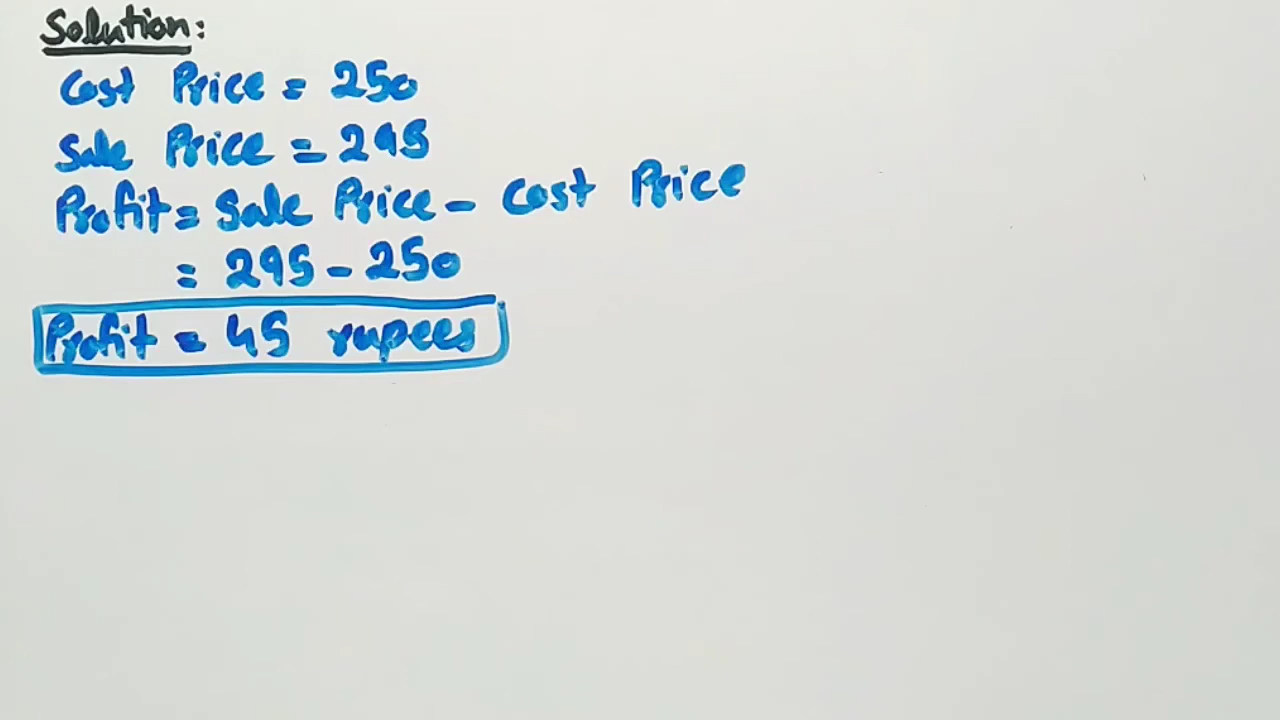 Solution:
Cost Price = 250
Sale Price = 295
Profit = Sale Price - Cost Price
= 295 - 250
Profit = 45 rupees